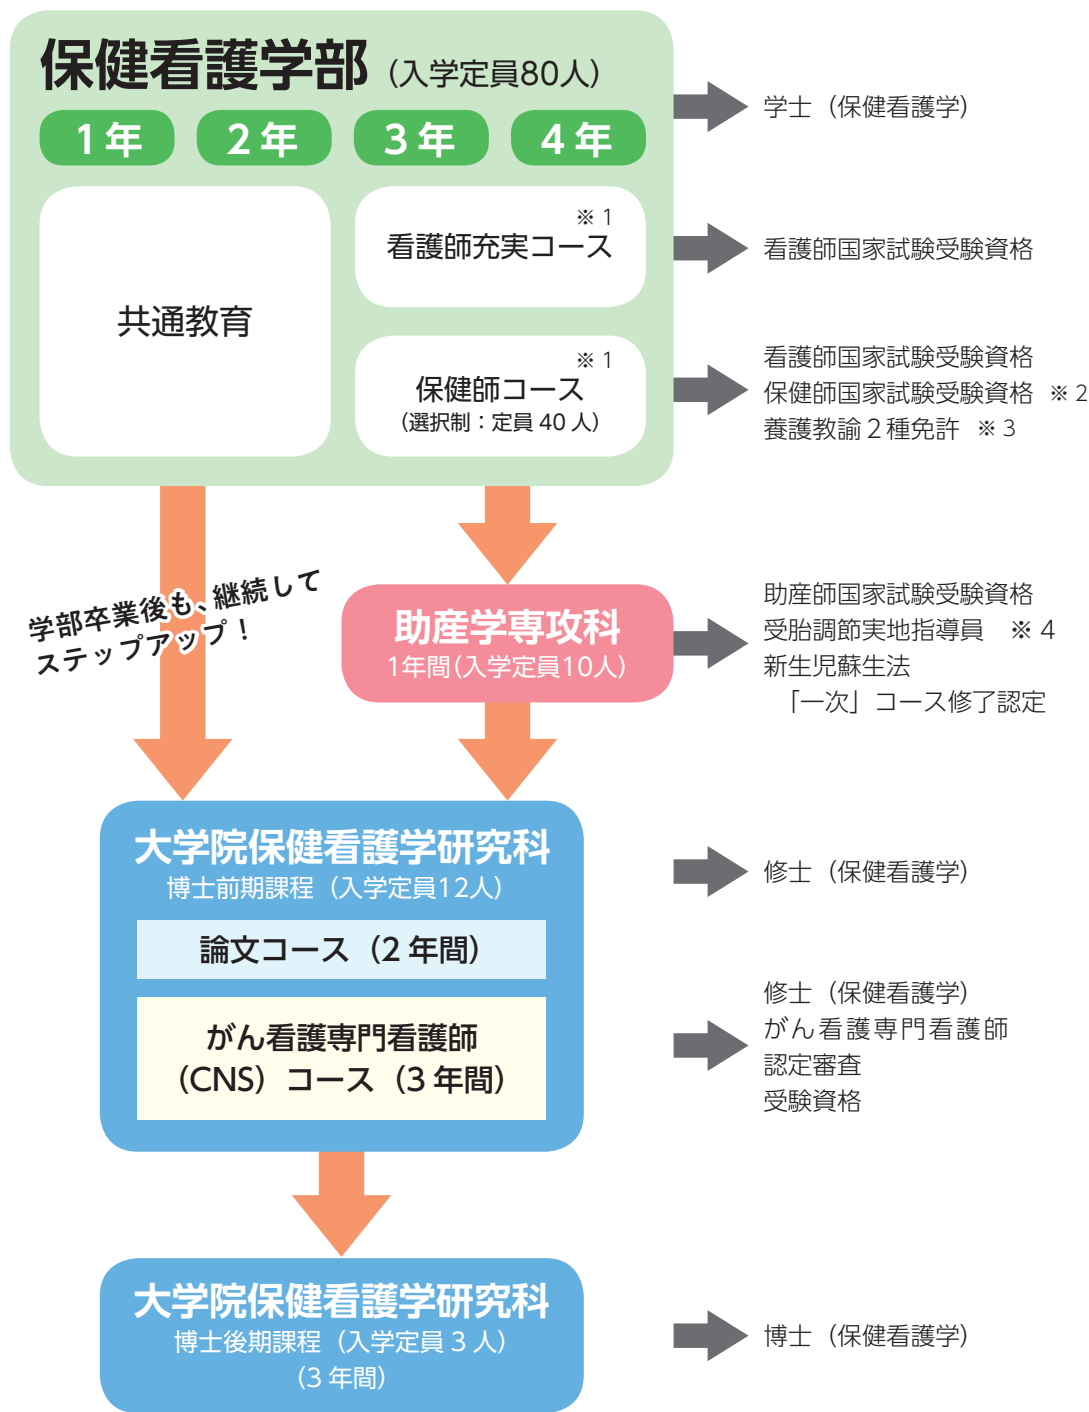 保健看護学部（入学定員80人）
1年 2年 3年 4年
共通教育
※1
看護師充実コース
※1
保健師コース
（選択制：定員 40 人）
学士（保健看護学）
看護師国家試験受験資格
看護師国家試験受験資格
保健師国家試験受験資格 ※2
養護教諭２種免許 ※3
学部卒業後も、継続して
ステップアップ！
助産学専攻科
1年間（入学定員10人）
助産師国家試験受験資格
受胎調節実地指導員 ※4
新生児蘇生法
「一次」コース修了認定
大学院保健看護学研究科
博士前期課程（入学定員12人）
論文コース（2 年間）
がん看護専門看護師
（CNS）コース（3 年間）
修士（保健看護学）
修士（保健看護学）
がん看護専門看護師
認定審査
受験資格
大学院保健看護学研究科
博士後期課程（入学定員 3 人）
（3 年間）
博士（保健看護学）